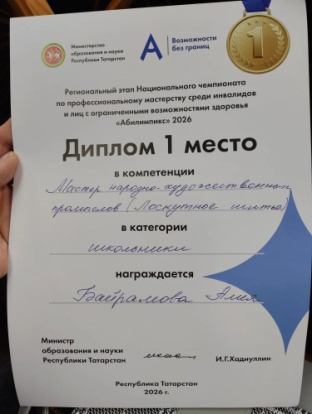 Министерство
образования и науки
Республики Татарстан
А
Возможности
без границ
1
Региональный этап Национального чемпионата
по профессиональному мастерству среди инвалидов
и лиц с ограниченными возможностями здоровья
«Абилимпикс» 2026
Диплом 1 место
в компетенции
Мастер народно-художественных
промыслов (Лоскутное шитьё)
в категории
школьники
награждается
Байрамова
Министр
образования и науки
Республики Татарстан
И.Г.Хадиуллин
Республика Татарстан
2026 г.